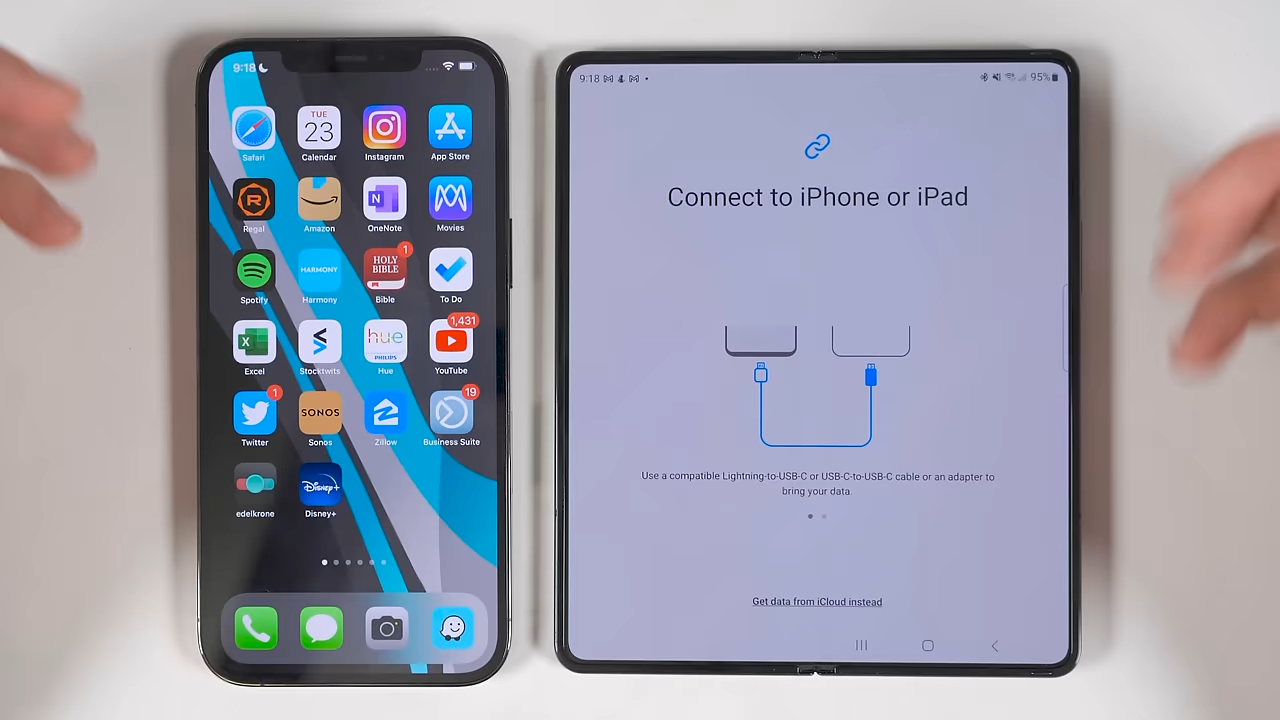 9:18
TUE
23
Safari
Calendar
Instagram
App Store
R
N
Regal
Amazon
OneNote
Movies
HARMONY
HOLY
BIBLE
1
Spotify
Harmony
Bible
To Do
X
hue
PHILIPS
1,431
Excel
Stocktwits
Hue
YouTube
1
SONOS
Z
19
Twitter
Sonos
Zillow
Business Suite
Disney+
edelkrone
Disney+
9:18
95%
Connect to iPhone or iPad
Use a compatible Lightning-to-USB-C or USB-C-to-USB-C cable or an adapter to
bring your data.
Get data from iCloud instead